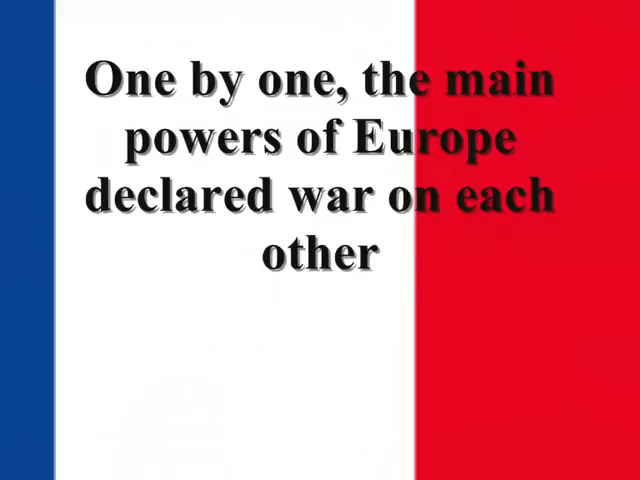 One by one, the main
powers of Europe
declared war on each
other